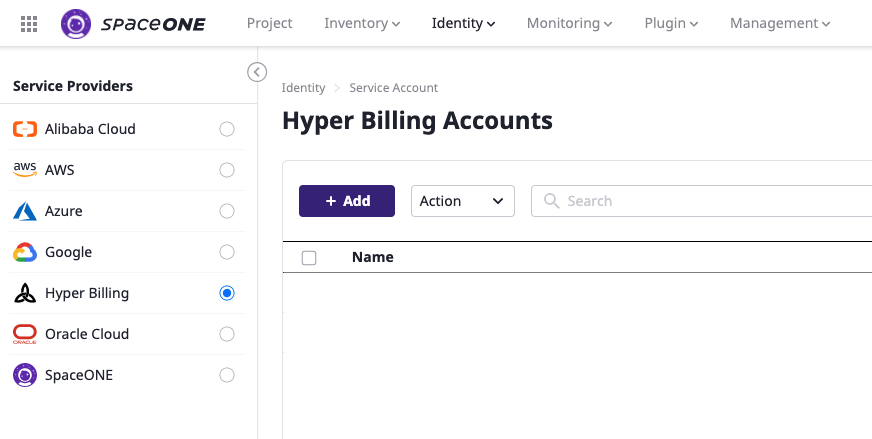 spaceONE Project Inventory Identity Monitoring Plugin Management
Service Providers
Alibaba Cloud
aws AWS
Azure
Google
Hyper Billing
ORACLE Oracle Cloud
SpaceONE
Identity Service Account
Hyper Billing Accounts
+ Add Action Search
Name